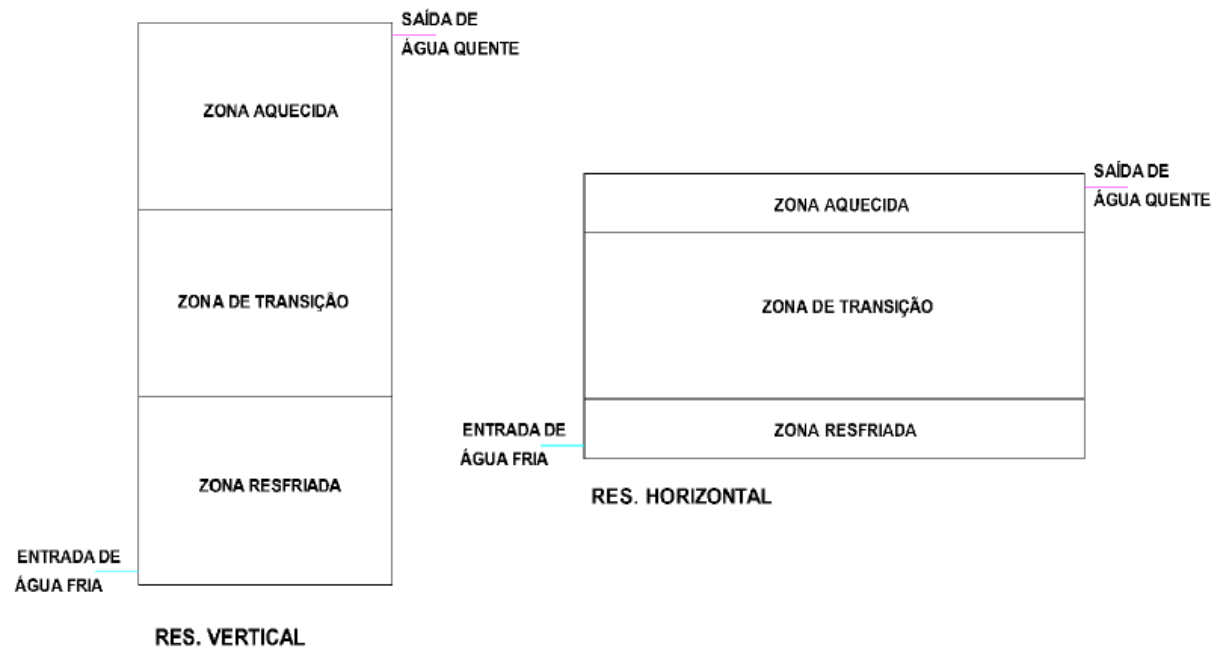 SAÍDA DE
ÁGUA QUENTE
ZONA AQUECIDA
ZONA DE TRANSIÇÃO
ZONA RESFRIADA
ENTRADA DE
ÁGUA FRIA
RES. VERTICAL
SAÍDA DE
ÁGUA QUENTE
ZONA AQUECIDA
ZONA DE TRANSIÇÃO
ZONA RESFRIADA
ENTRADA DE
ÁGUA FRIA
RES. HORIZONTAL